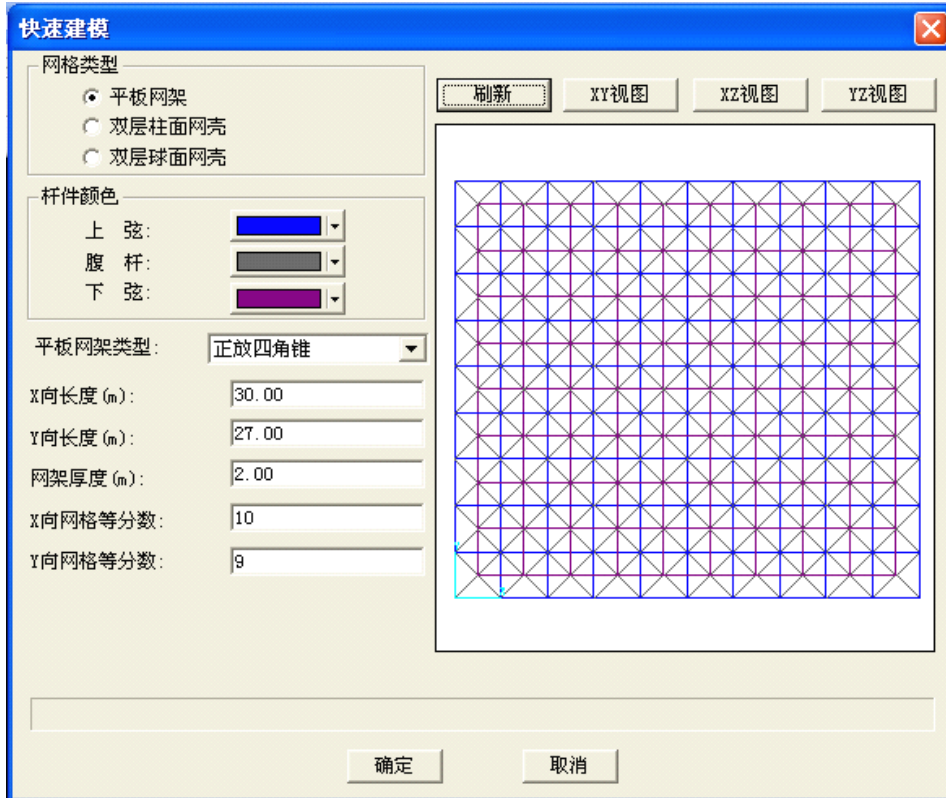 快速建模
网格类型
平板网架
双层柱面网壳
双层球面网壳
杆件颜色
上 弦:
腹 杆:
下 弦:
平板网架类型: 正放四角锥
X向长度(m): 30.00
Y向长度(m): 27.00
网架厚度(m): 2.00
X向网格等分数: 10
Y向网格等分数: 9
刷新 XY视图 XZ视图 YZ视图
确定 取消